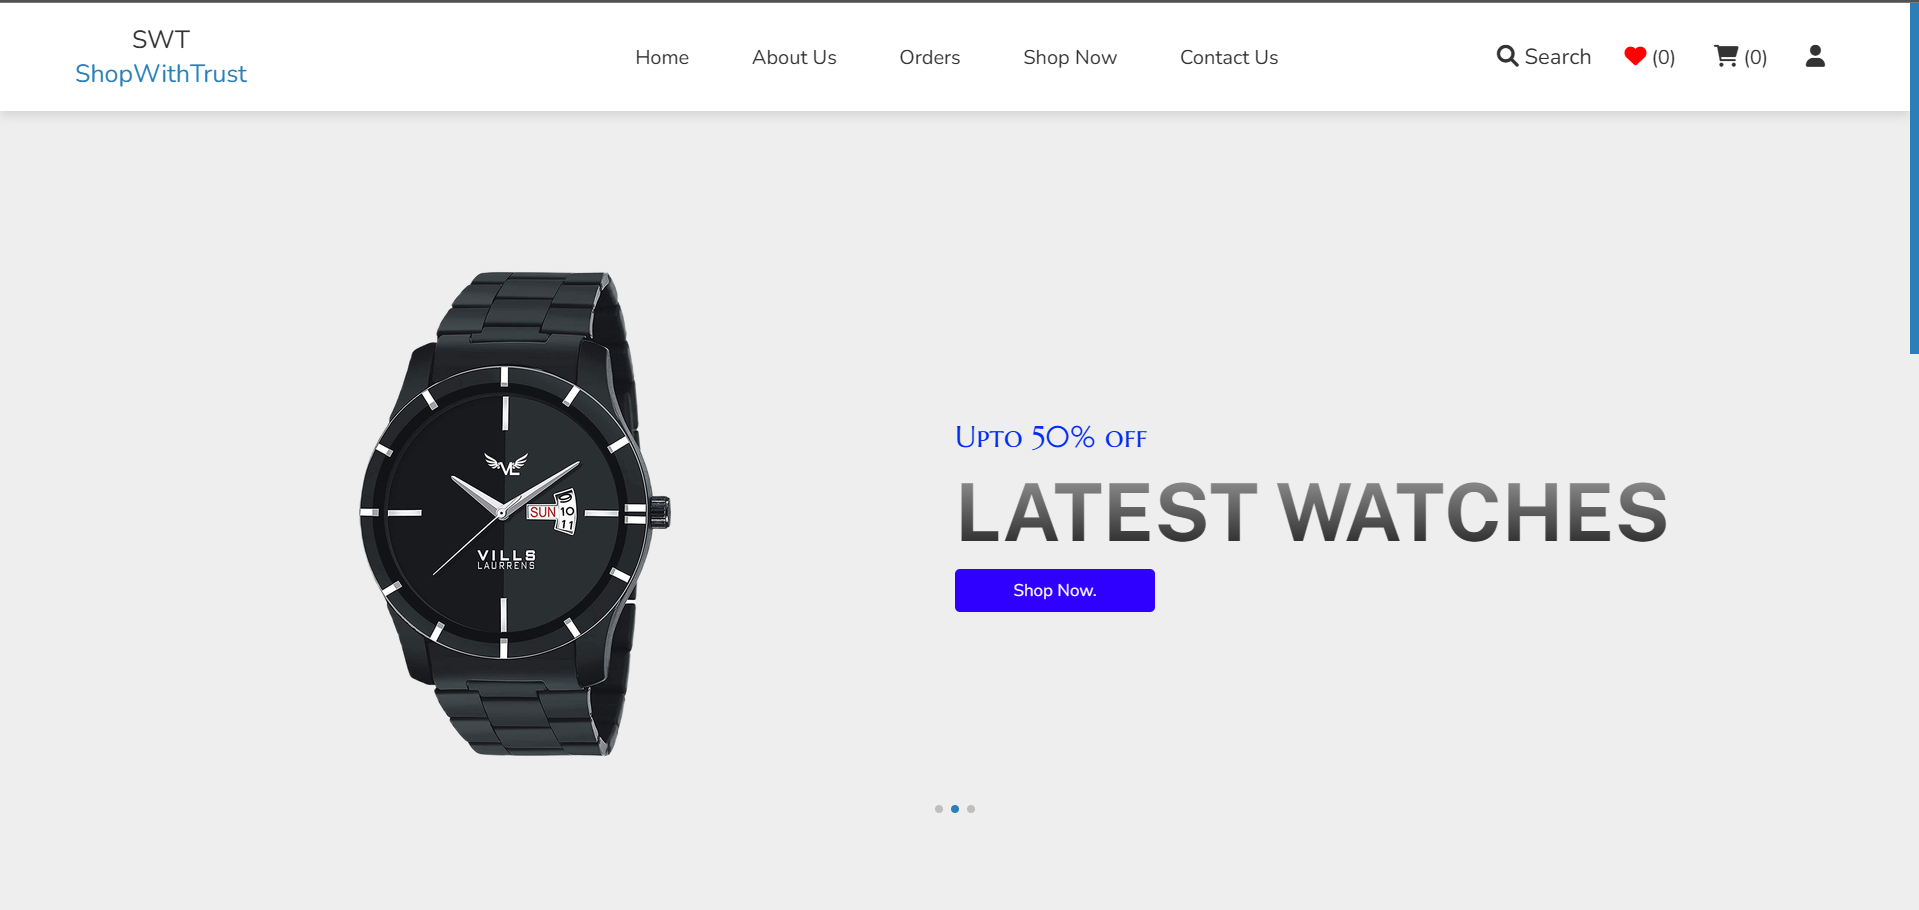 SWT
ShopWithTrust
Home About Us Orders Shop Now Contact Us
Search (0) (0)
Upto 50% off
LATEST WATCHES
Shop Now.
VL
SUN 10
11
VILLS
LAURRENS